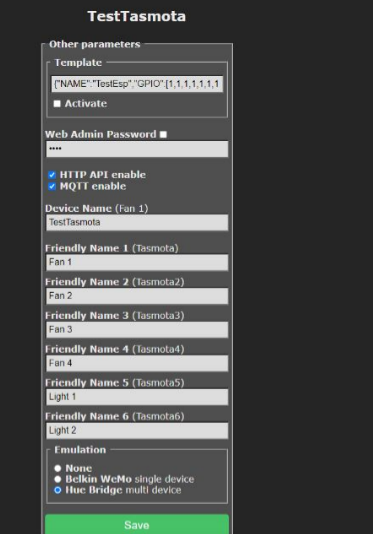 TestTasmota
Other parameters
Template
{"NAME":"TestEsp","GPIO":[1,1,1,1,1,1,1
Activate
Web Admin Password
••••
HTTP API enable
MQTT enable
Device Name (Fan 1)
TestTasmota
Friendly Name 1 (Tasmota)
Fan 1
Friendly Name 2 (Tasmota2)
Fan 2
Friendly Name 3 (Tasmota3)
Fan 3
Friendly Name 4 (Tasmota4)
Fan 4
Friendly Name 5 (Tasmota5)
Light 1
Friendly Name 6 (Tasmota6)
Light 2
Emulation
None
Belkin WeMo single device
Hue Bridge multi device
Save